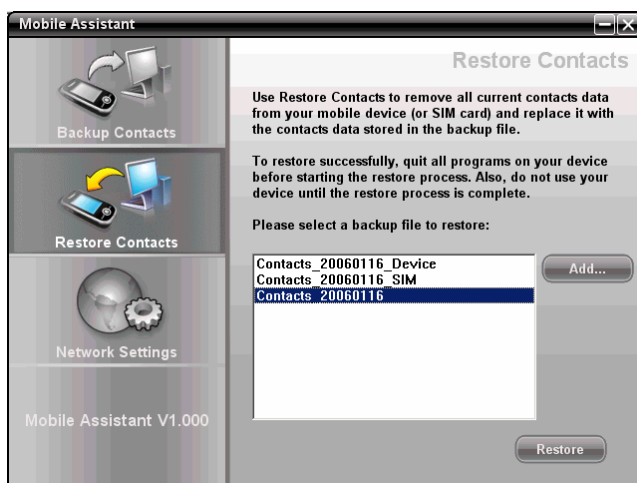 Mobile Assistant
Backup Contacts
Restore Contacts
Network Settings
Mobile Assistant V1.000
Restore Contacts
Use Restore Contacts to remove all current contacts data
from your mobile device (or SIM card) and replace it with
the contacts data stored in the backup file.
To restore successfully, quit all programs on your device
before starting the restore process. Also, do not use your
device until the restore process is complete.
Please select a backup file to restore:
Contacts_20060116_Device
Contacts_20060116_SIM
Contacts_20060116
Add...
Restore